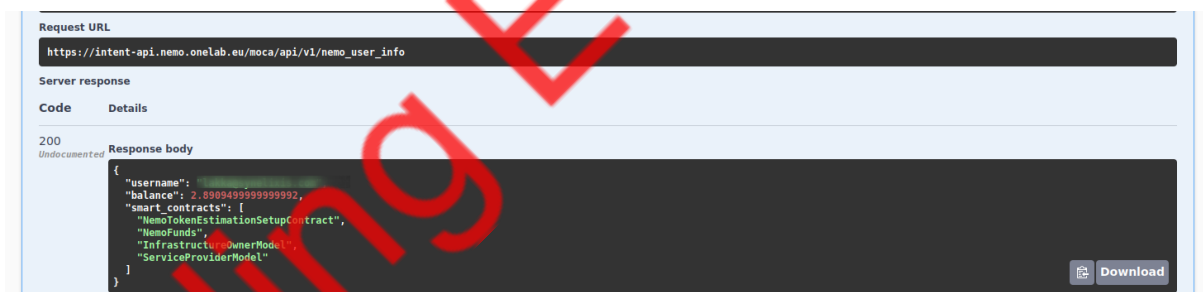 Request URL
https://intent-api.nemo.onelab.eu/moca/api/v1/nemo_user_info
Server response
Code Details
200
Undocumented
Response body
{
"username":
"balance": 2.8909499999999992,
"smart_contracts": [
"NemoTokenEstimationSetupContract",
"NemoFunds",
"InfrastructureOwnerModel",
"ServiceProviderModel"
]
}
Download